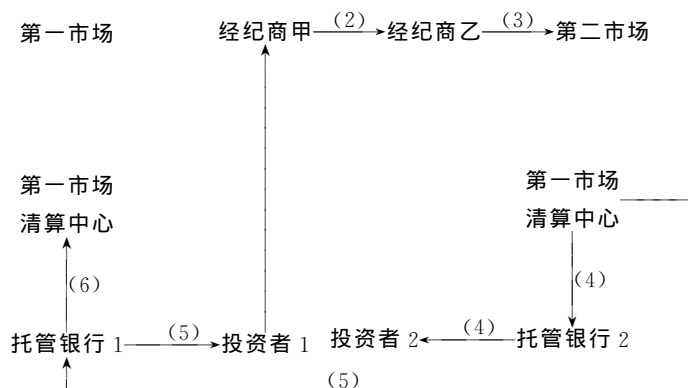 第一市场 经纪商甲 (2) 经纪商乙 (3) 第二市场
第一市场
清算中心
第一市场
清算中心
(6)
(4)
托管银行 1 (5) 投资者 1 投资者 2 (4) 托管银行 2
(5)